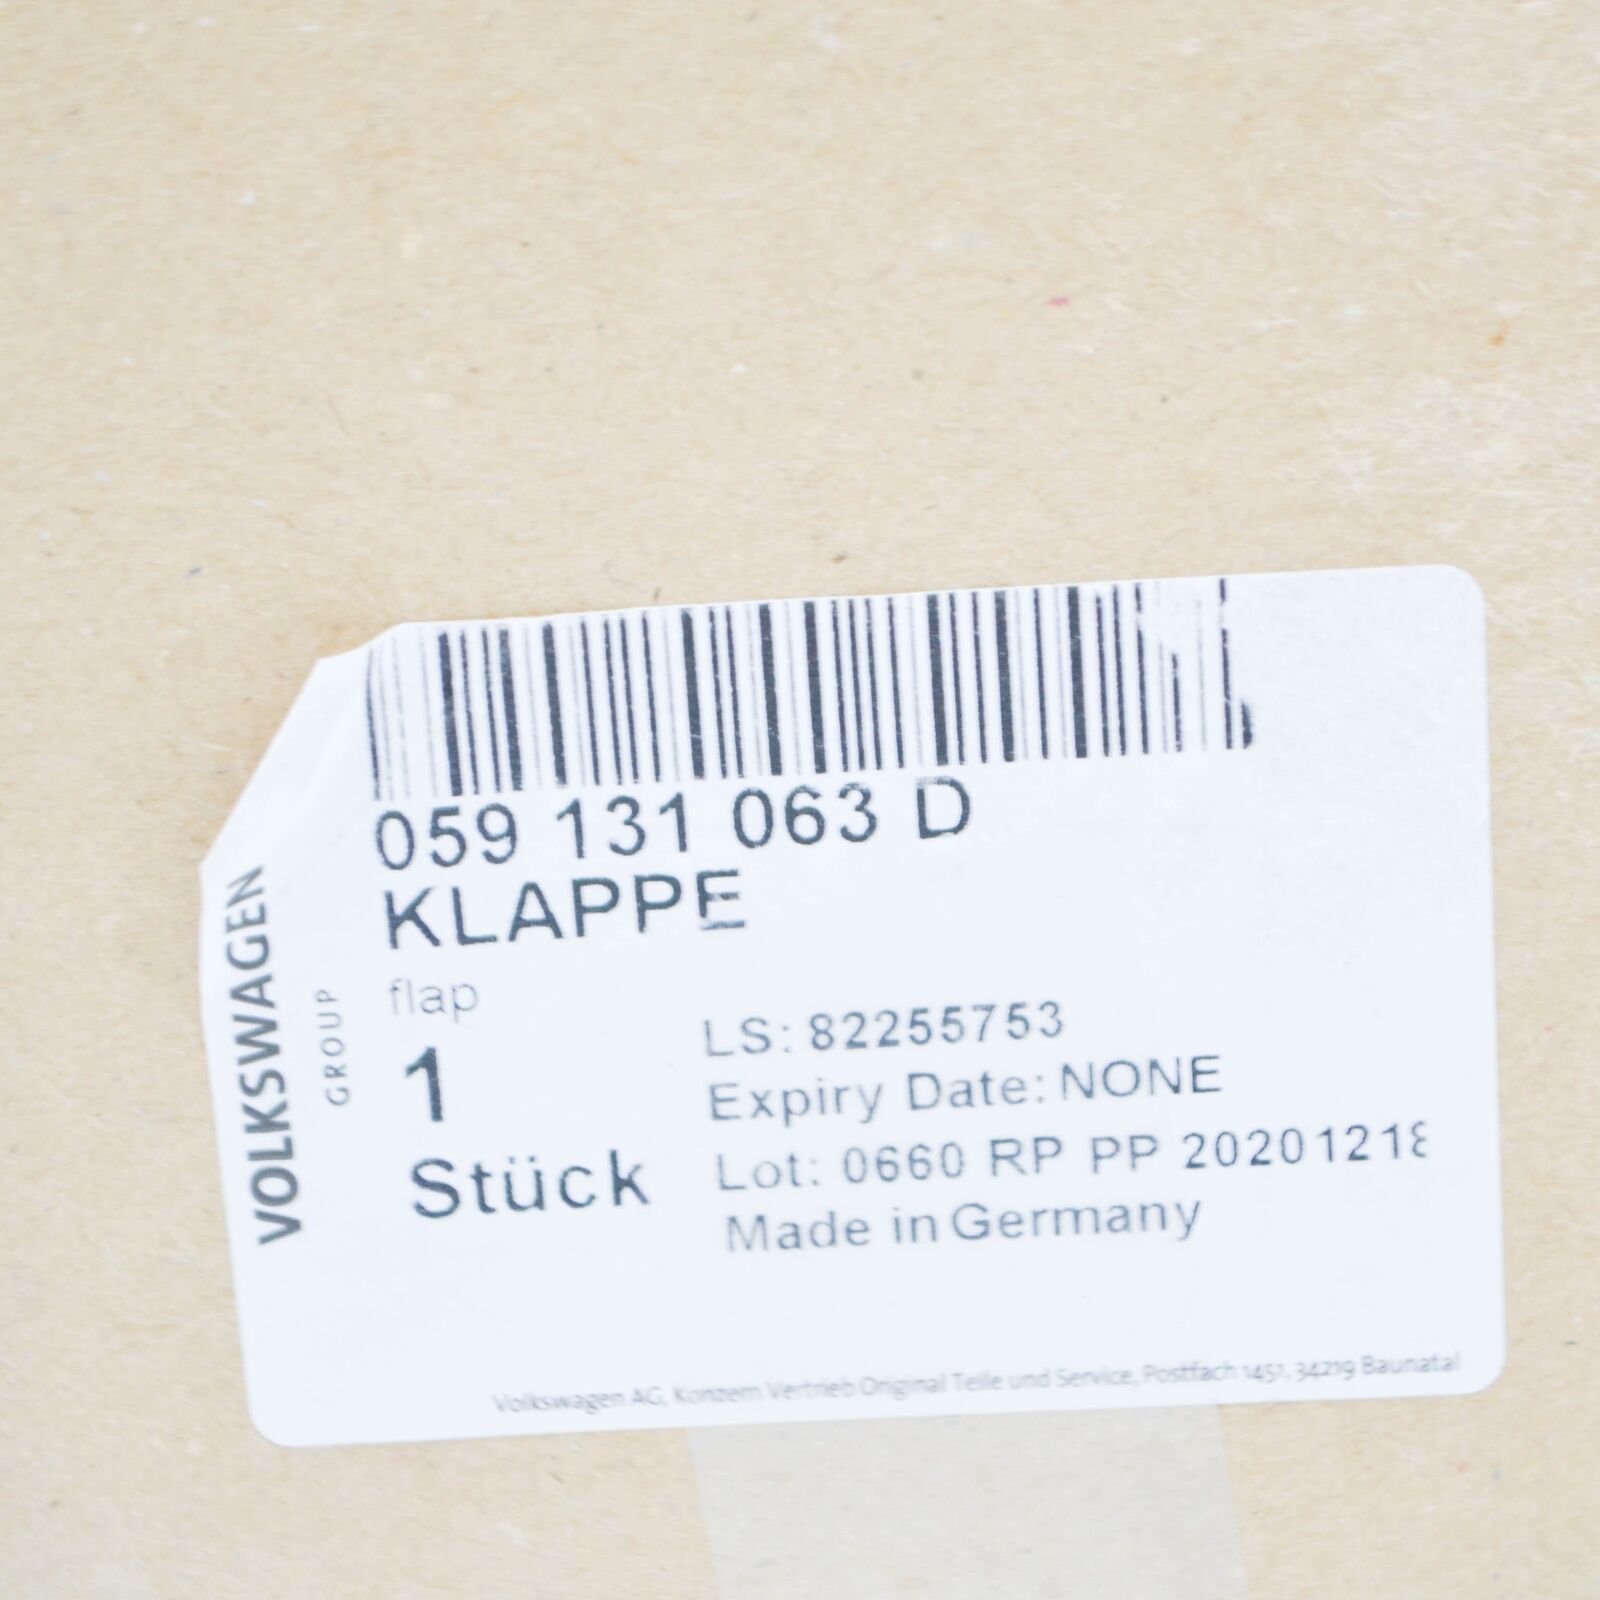 059 131 063 D
KLAPPE
flap
1
Stück
LS: 82255753
Expiry Date: NONE
Lot: 0660 RP PP 20201218
Made in Germany
VOLKSWAGEN
GROUP
Volkswagen AG, Konzern Vertrieb Original Teile und Service, Postfach 1451, 34219 Baunatal